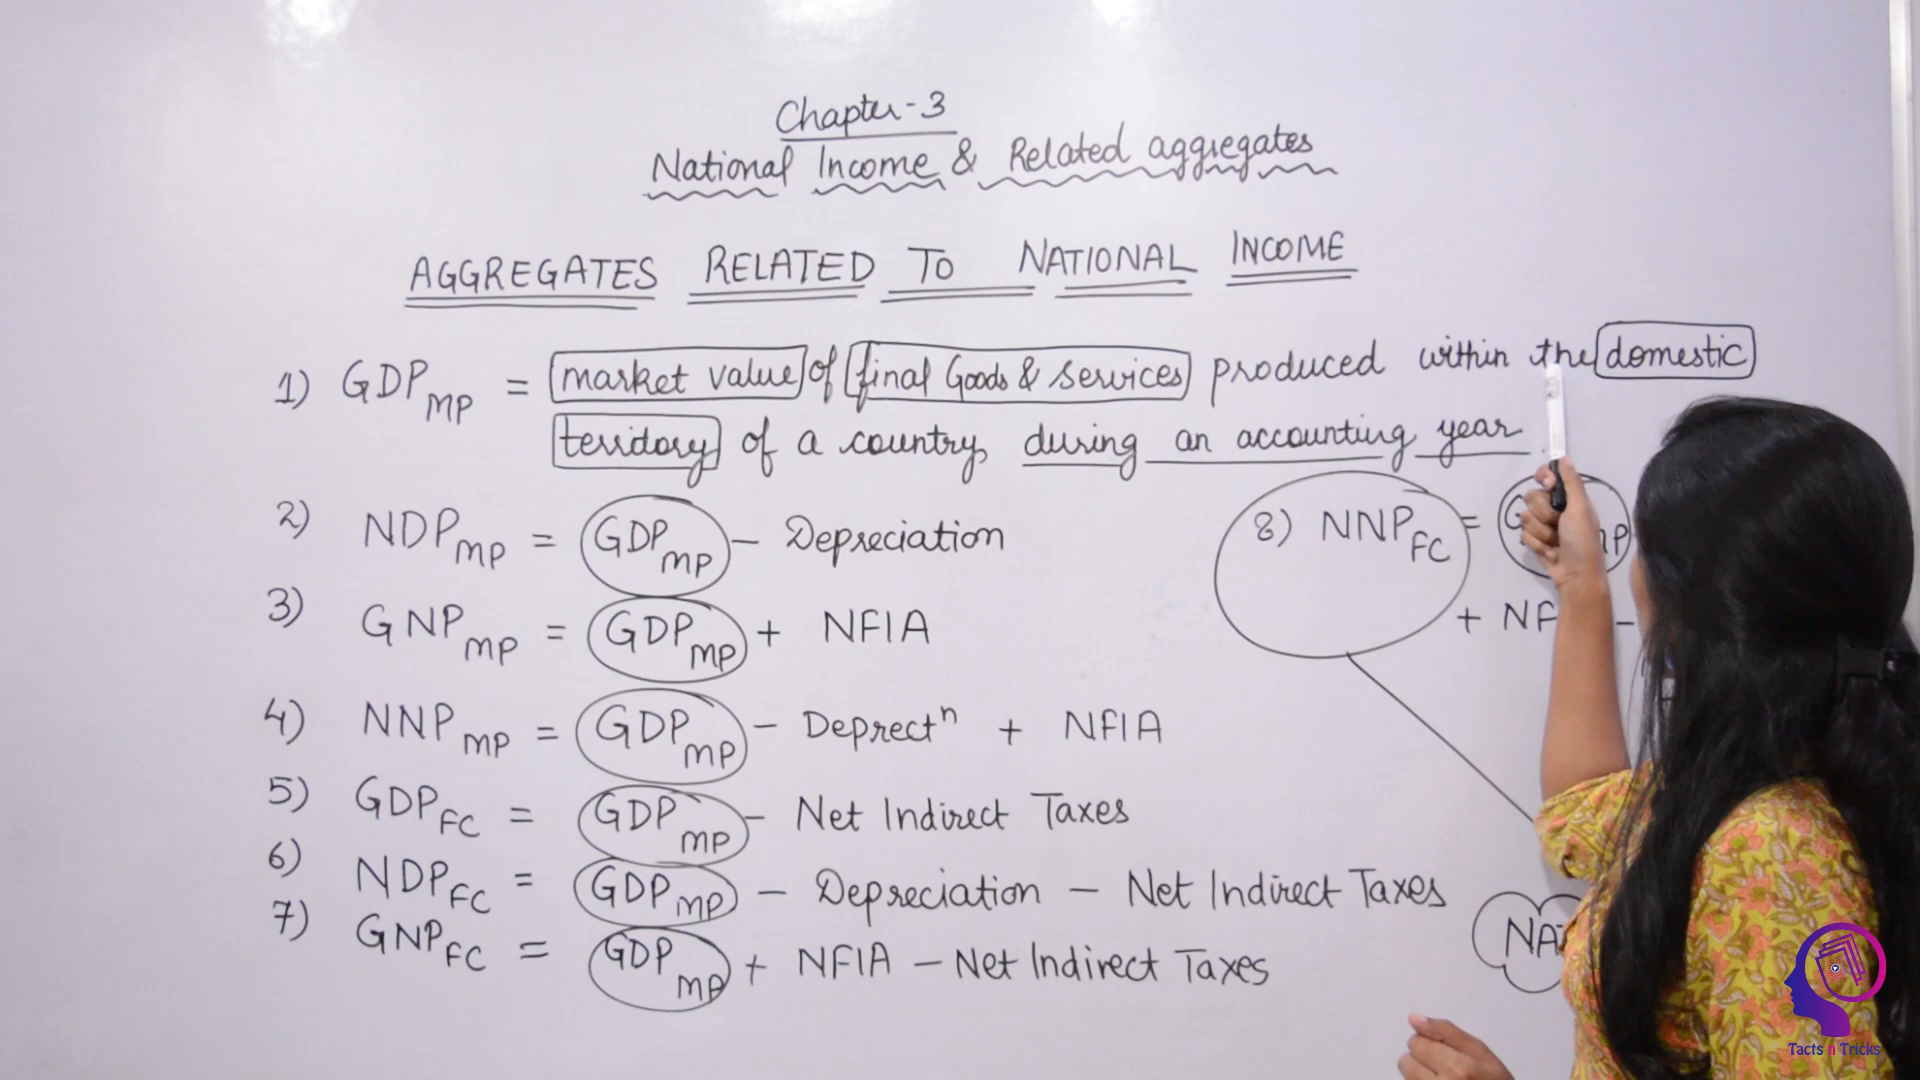 Chapter-3
National Income & Related aggregates
AGGREGATES RELATED TO NATIONAL INCOME
1) GDP MP = market value of final Goods & services produced within the domestic
territory of a country during an accounting year
2) NDP MP = GDP MP - Depreciation
3) GNP MP = GDP MP + NFIA
4) NNP MP = GDP MP - Deprectⁿ + NFIA
5) GDP FC = GDP MP - Net Indirect Taxes
6) NDP FC = GDP MP - Depreciation - Net Indirect Taxes
7) GNP FC = GDP MP + NFIA - Net Indirect Taxes
8) NNP FC =
+ -
Tacts n Tricks